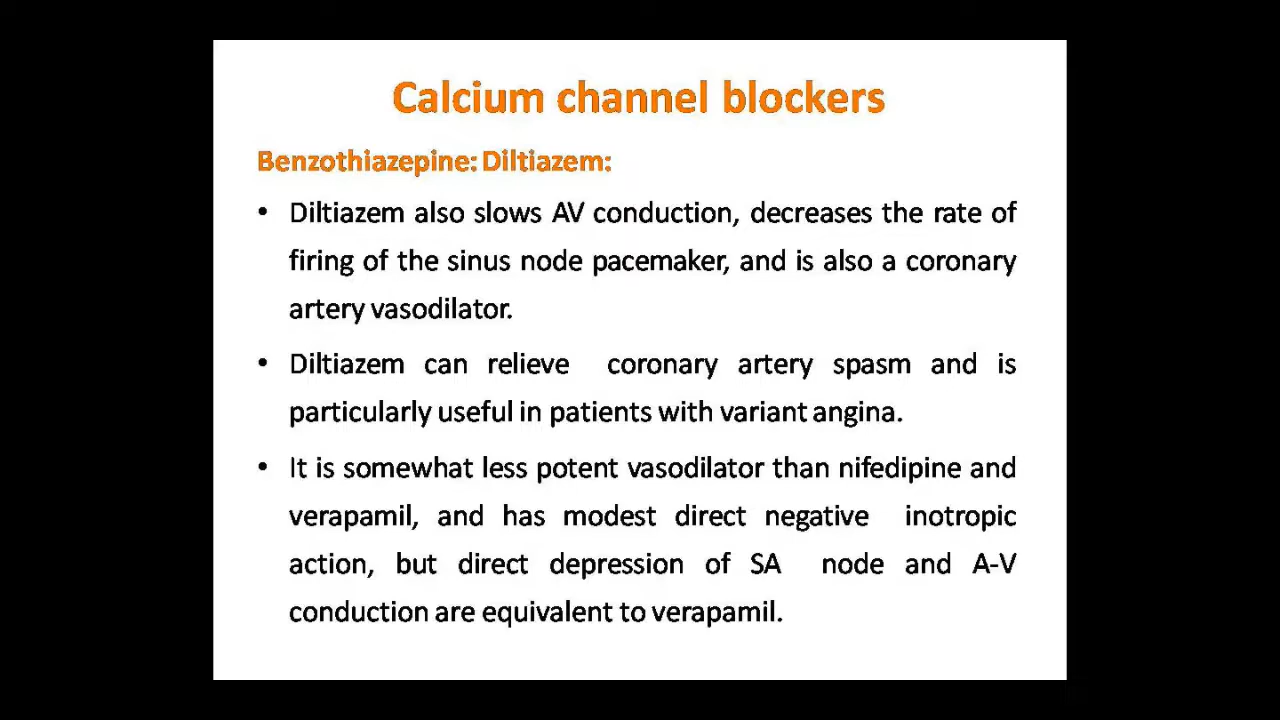 Calcium channel blockers
Benzothiazepine: Diltiazem:
• Diltiazem also slows AV conduction, decreases the rate of
firing of the sinus node pacemaker, and is also a coronary
artery vasodilator.
• Diltiazem can relieve coronary artery spasm and is
particularly useful in patients with variant angina.
• It is somewhat less potent vasodilator than nifedipine and
verapamil, and has modest direct negative inotropic
action, but direct depression of SA node and A-V
conduction are equivalent to verapamil.